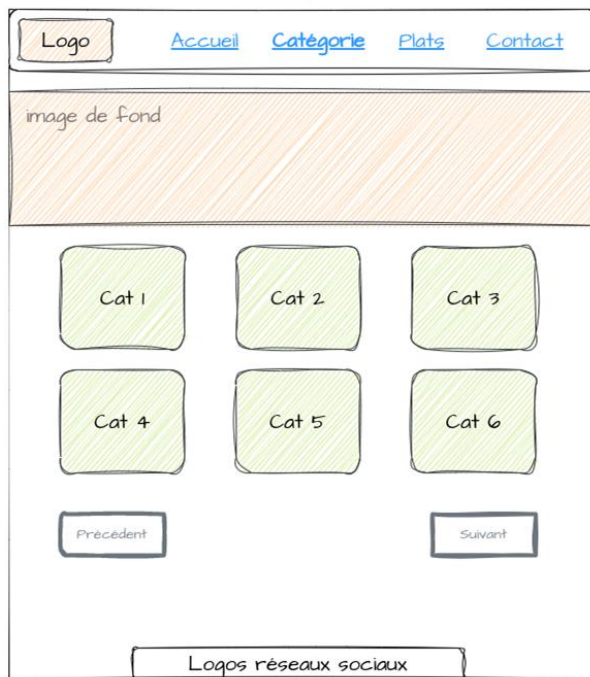 Logo Accueil Catégorie Plats Contact
image de fond
Cat 1 Cat 2 Cat 3
Cat 4 Cat 5 Cat 6
Précédent Suivant
Logos réseaux sociaux